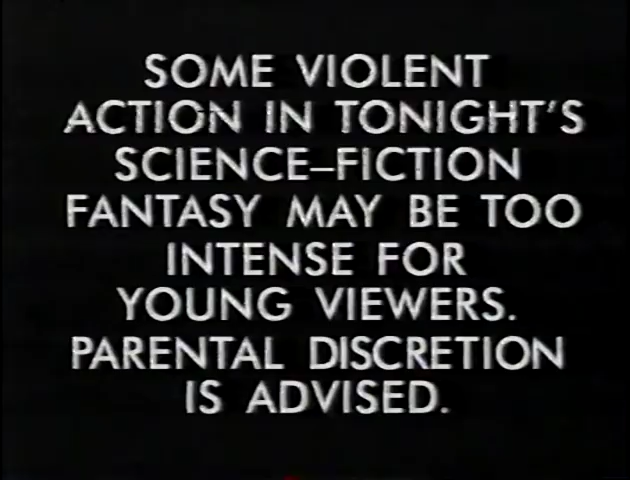 SOME VIOLENT
ACTION IN TONIGHT'S
SCIENCE–FICTION
FANTASY MAY BE TOO
INTENSE FOR
YOUNG VIEWERS.
PARENTAL DISCRETION
IS ADVISED.